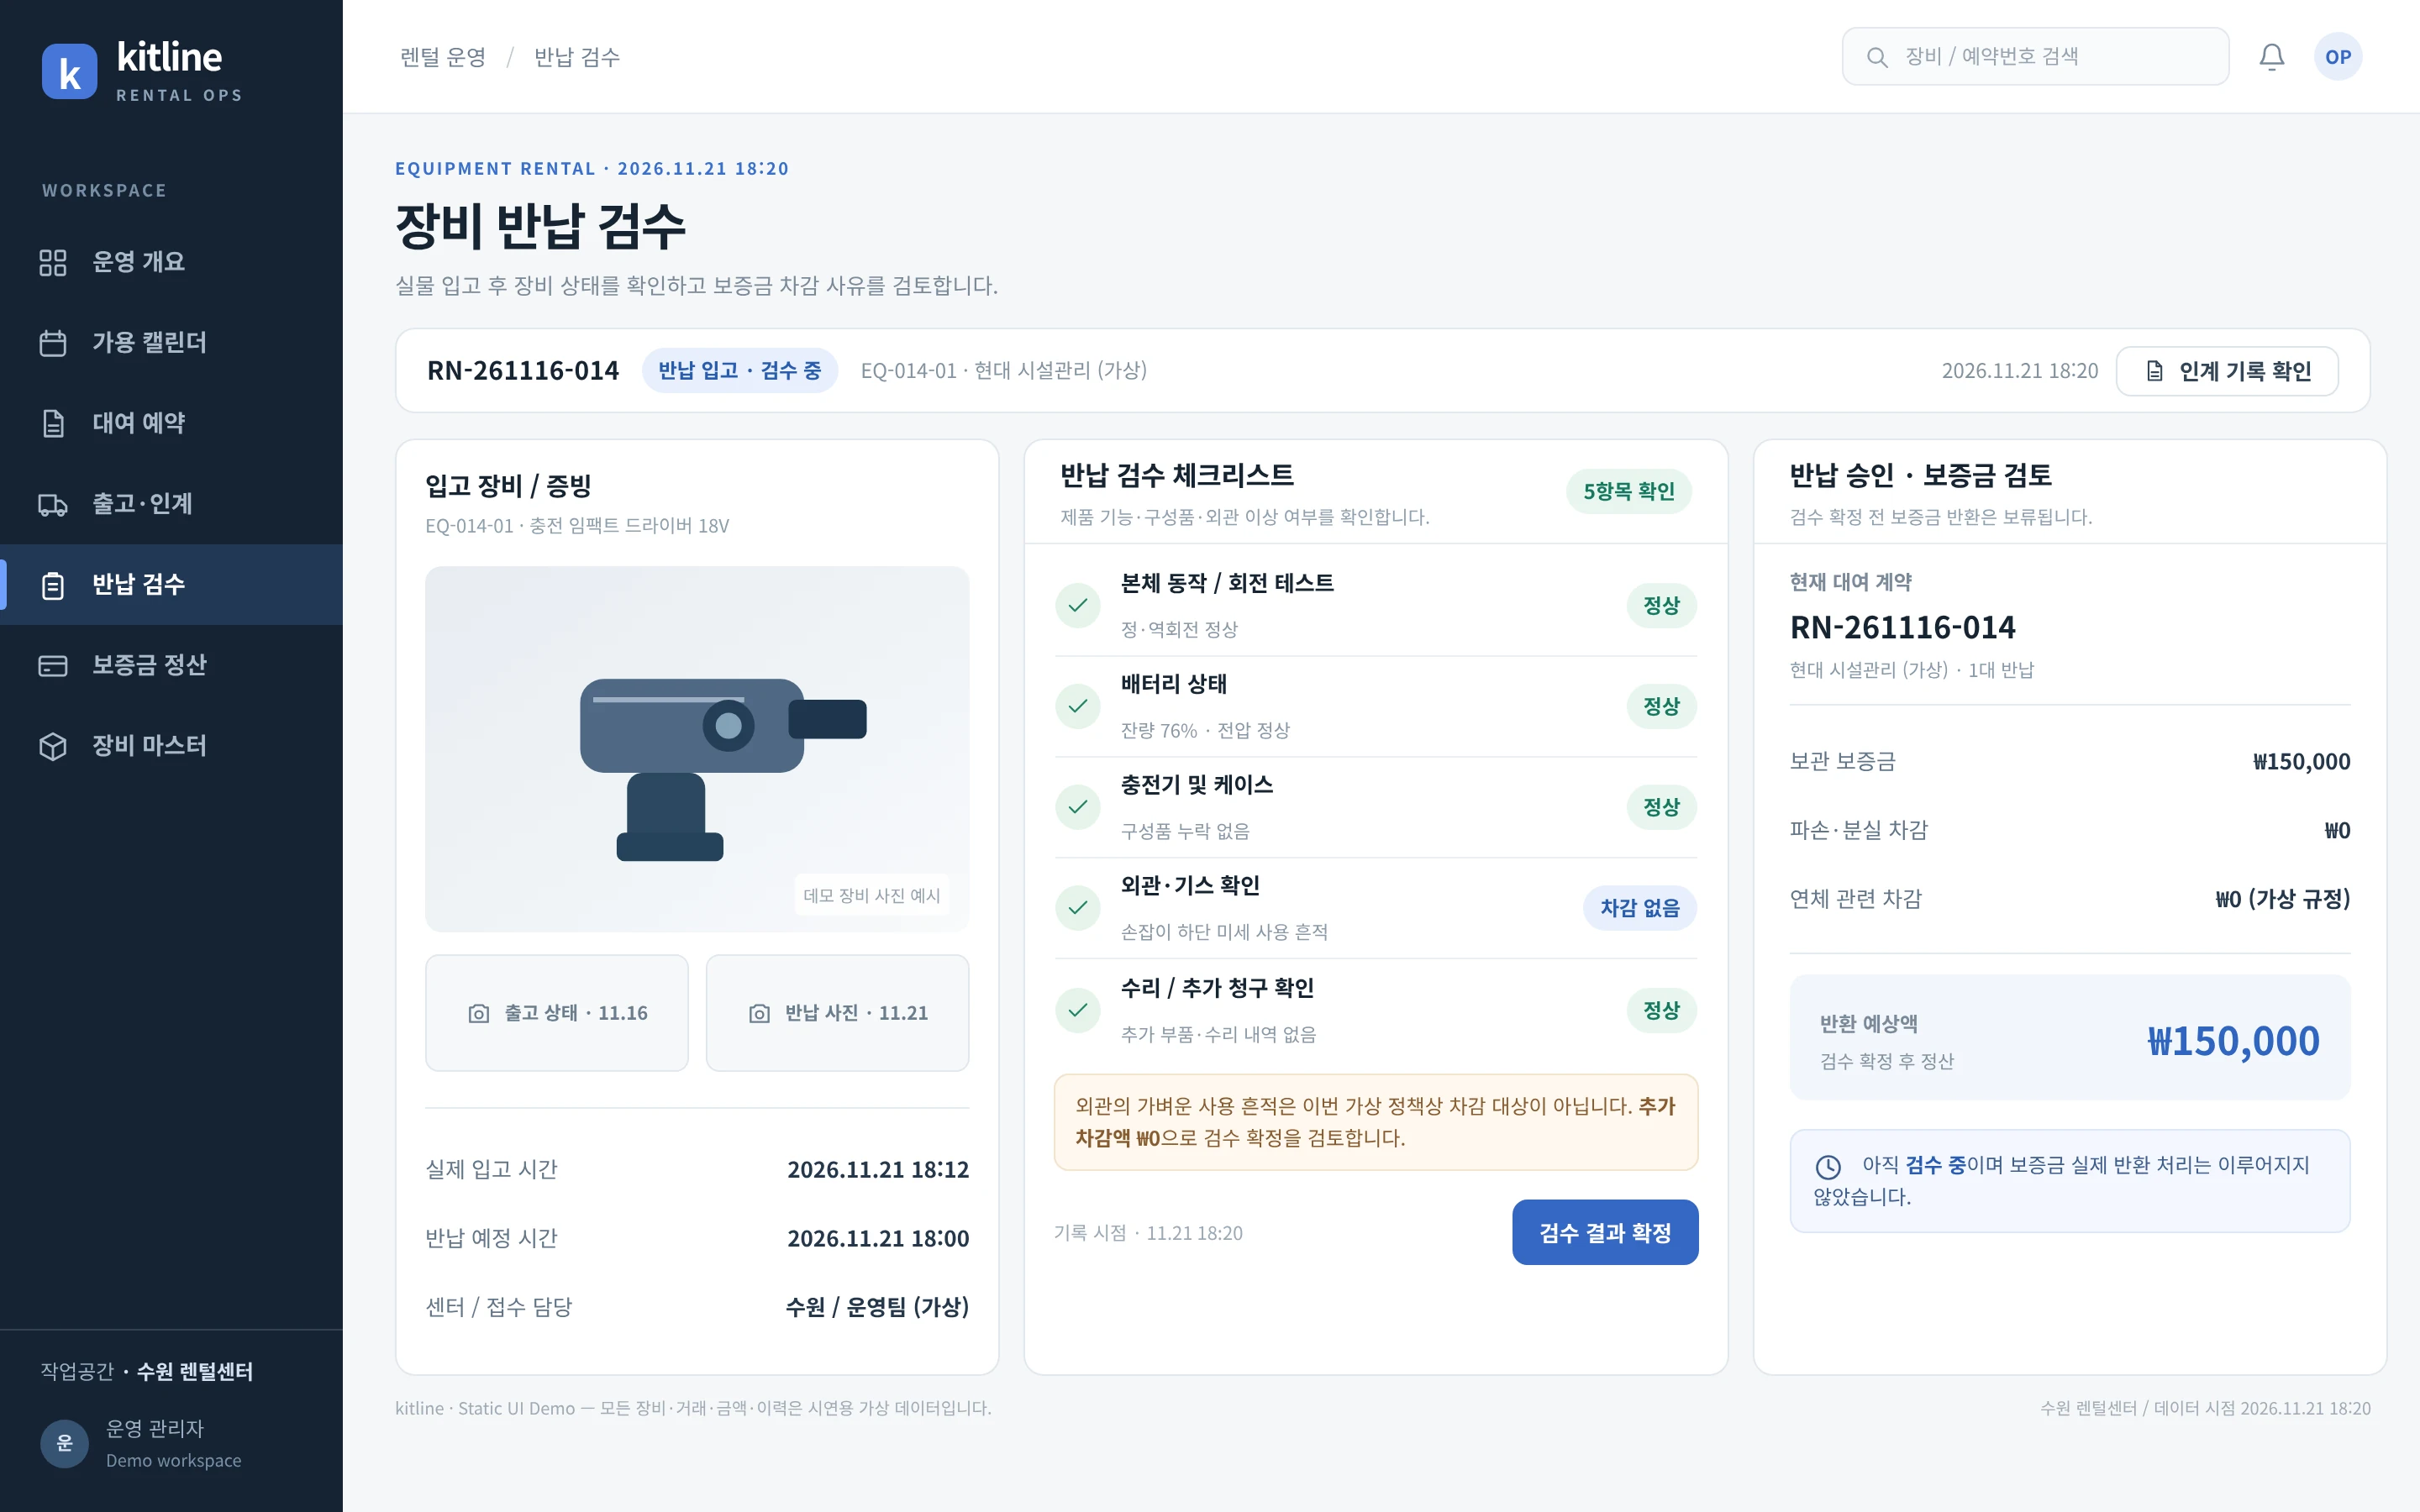 k
kitline
RENTAL OPS
WORKSPACE
운영 개요
가용 캘린더
대여 예약
출고·인계
반납 검수
보증금 정산
장비 마스터
작업공간 · 수원 렌털센터
운
운영 관리자
Demo workspace
렌털 운영 / 반납 검수
장비 / 예약번호 검색
OP
EQUIPMENT RENTAL · 2026.11.21 18:20
장비 반납 검수
실물 입고 후 장비 상태를 확인하고 보증금 차감 사유를 검토합니다.
RN-261116-014 반납 입고 · 검수 중 EQ-014-01 · 현대 시설관리 (가상) 2026.11.21 18:20 인계 기록 확인
입고 장비 / 증빙
EQ-014-01 · 충전 임팩트 드라이버 18V
데모 장비 사진 예시
출고 상태 · 11.16 반납 사진 · 11.21
실제 입고 시간 2026.11.21 18:12
반납 예정 시간 2026.11.21 18:00
센터 / 접수 담당 수원 / 운영팀 (가상)
반납 검수 체크리스트
제품 기능·구성품·외관 이상 여부를 확인합니다.
5항목 확인
본체 동작 / 회전 테스트
정·역회전 정상
정상
배터리 상태
잔량 76% · 전압 정상
정상
충전기 및 케이스
구성품 누락 없음
정상
외관·기스 확인
손잡이 하단 미세 사용 흔적
차감 없음
수리 / 추가 청구 확인
추가 부품·수리 내역 없음
정상
외관의 가벼운 사용 흔적은 이번 가상 정책상 차감 대상이 아닙니다. 추가
차감액 ₩0으로 검수 확정을 검토합니다.
기록 시점 · 11.21 18:20
검수 결과 확정
반납 승인 · 보증금 검토
검수 확정 전 보증금 반환은 보류됩니다.
현재 대여 계약
RN-261116-014
현대 시설관리 (가상) · 1대 반납
보관 보증금 ₩150,000
파손·분실 차감 ₩0
연체 관련 차감 ₩0 (가상 규정)
반환 예상액
검수 확정 후 정산
₩150,000
아직 검수 중이며 보증금 실제 반환 처리는 이루어지지
않았습니다.
kitline · Static UI Demo — 모든 장비·거래·금액·이력은 시연용 가상 데이터입니다.
수원 렌털센터 / 데이터 시점 2026.11.21 18:20